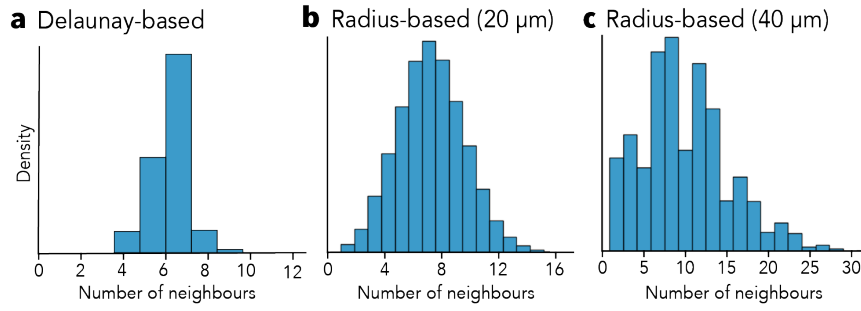 a Delaunay-based
b Radius-based (20 μm)
c Radius-based (40 μm)
Density
0 2 4 6 8 10 12
Number of neighbours
0 4 8 12 16
Number of neighbours
0 5 10 15 20 25 30
Number of neighbours